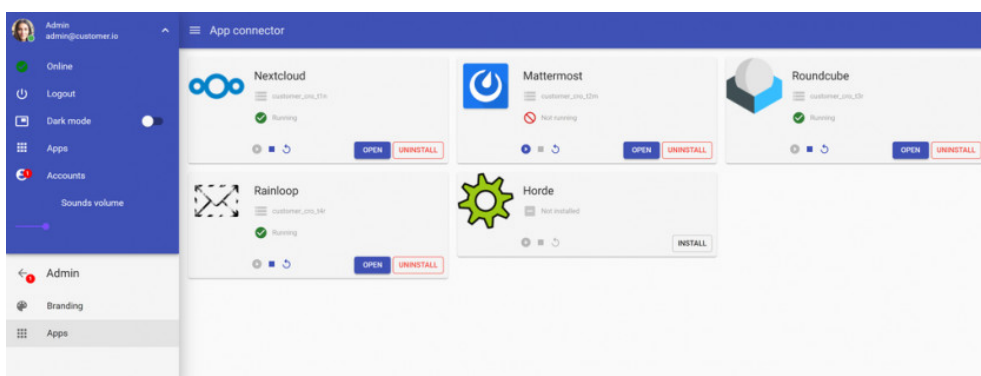 Admin
admin@customer.io
Online
Logout
Dark mode
Apps
Accounts
Sounds volume
Admin
Branding
Apps
App connector
Nextcloud
customer_cns_t1n
Running
OPEN UNINSTALL
Mattermost
customer_cns_t2m
Not running
OPEN UNINSTALL
Roundcube
Running
OPEN UNINSTALL
Rainloop
Running
OPEN UNINSTALL
Horde
Not installed
INSTALL